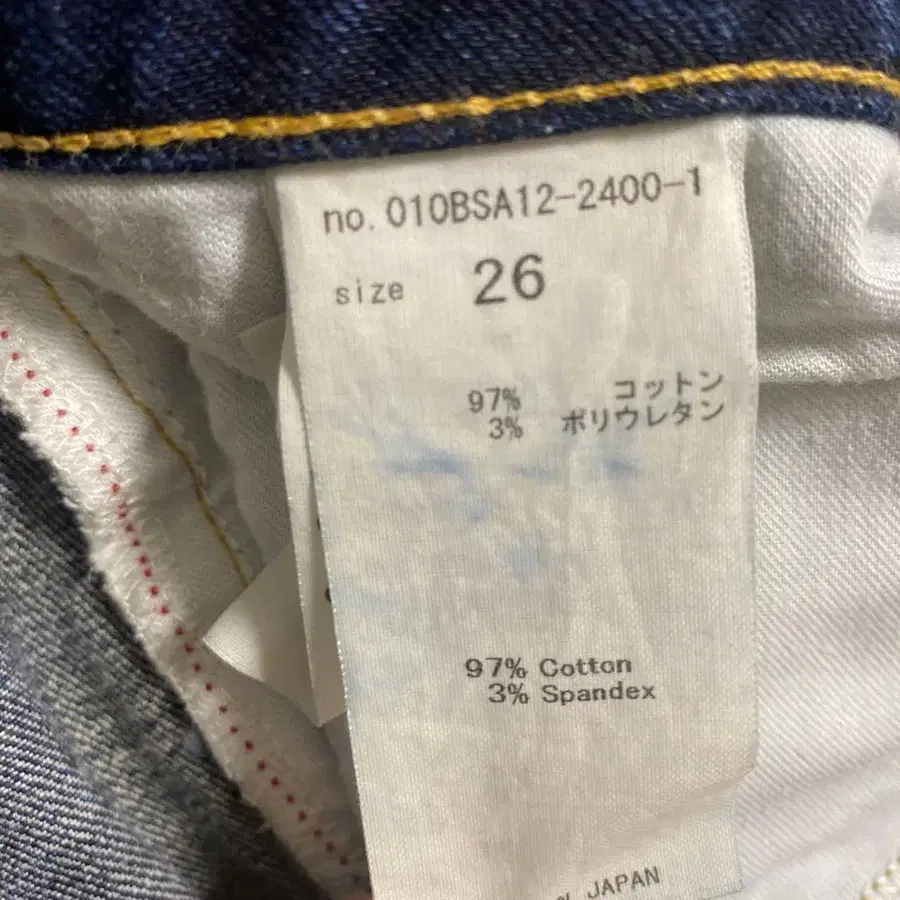 no. 010BSA12-2400-1
size 26
97% コットン
3% ポリウレタン
97% Cotton
3% Spandex
JAPAN